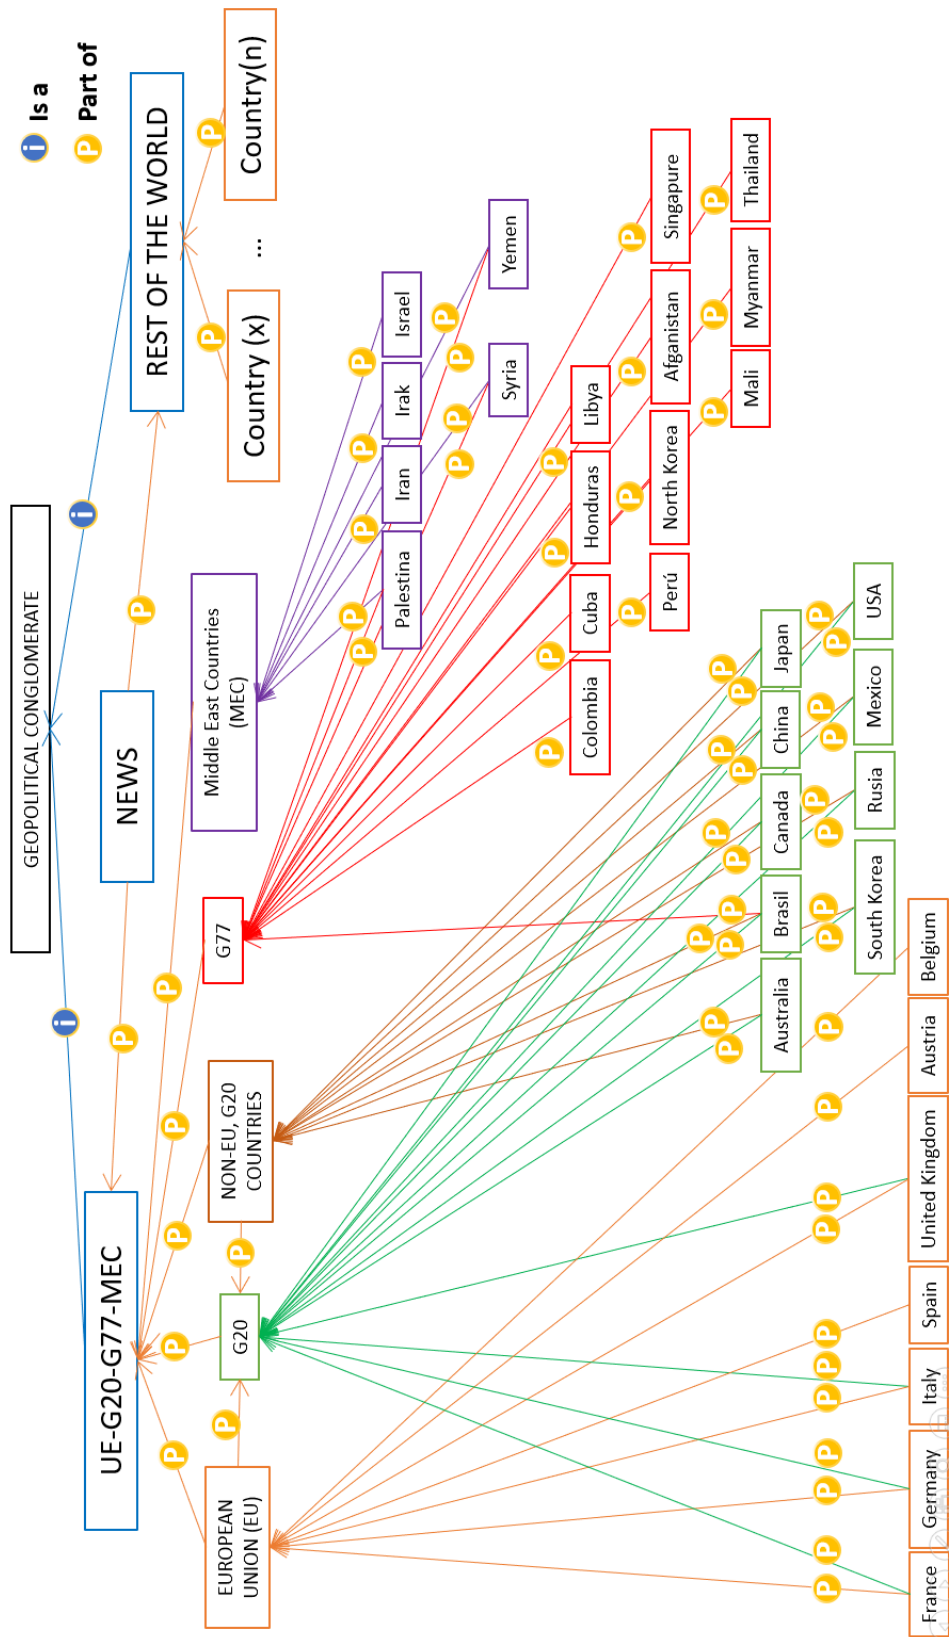 GEOPOLITICAL CONGLOMERATE
i Is a
P Part of
i
i
UE-G20-G77-MEC
P
NEWS
P
REST OF THE WORLD
P
P
P
P
P
P
P
EUROPEAN
UNION (EU)
P
G20
P
NON-EU, G20
COUNTRIES
G77
Middle East Countries
(MEC)
Country (x)
...
Country(n)
P
P
P
P
P
Palestina
Iran
Irak
Israel
P
P
P
P
Syria
Yemen
P
P
P
P
Colombia
Cuba
Honduras
Libya
P
P
P
P
Perú
North Korea
Afganistan
Singapure
P
P
P
Mali
Myanmar
Thailand
P
P
P
P
P
P
P
P
P
P
P
Australia
Brasil
Canada
China
Japan
P
P
P
P
P
P
P
P
South Korea
Rusia
Mexico
USA
P
P
P
P
P
P
P
P
P
P
P
France
Germany
Italy
Spain
United Kingdom
Austria
Belgium